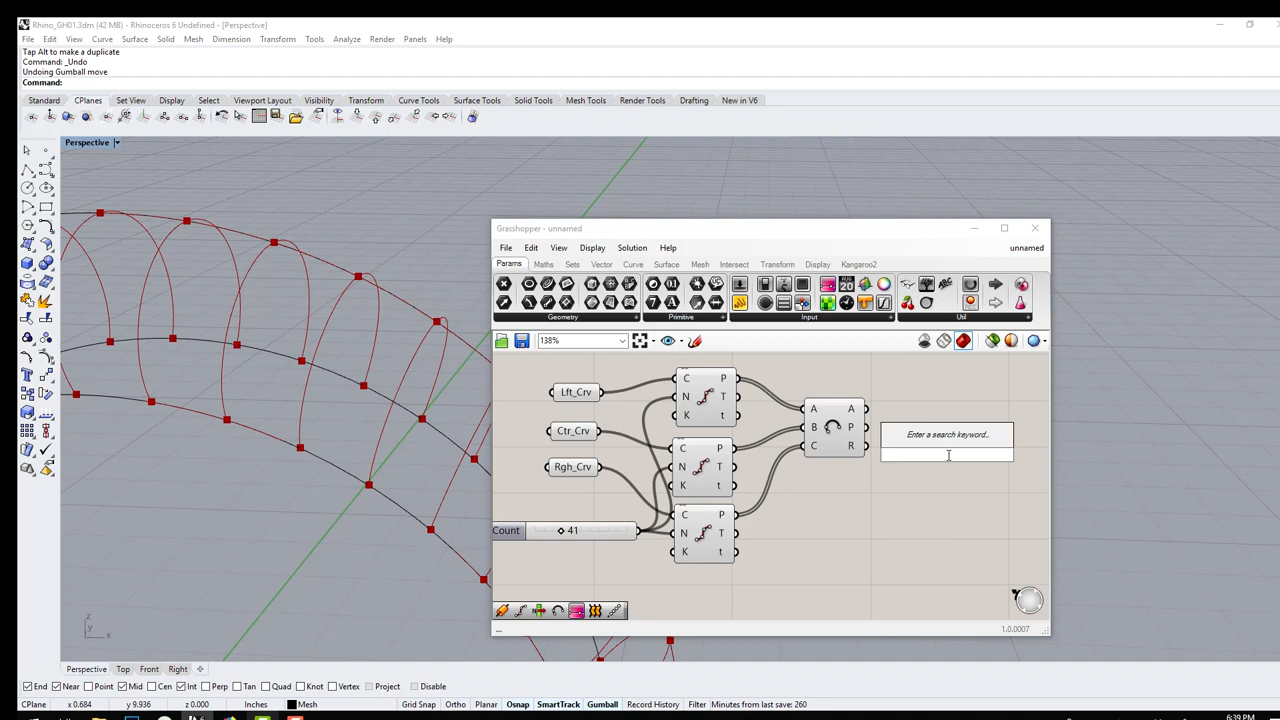 Rhino_GH01.3dm (42 MB) - Rhinoceros 6 Undefined - [Perspective]
File Edit View Curve Surface Solid Mesh Dimension Transform Tools Analyze Render Panels Help
Tap Alt to make a duplicate
Command: _Undo
Undoing Gumball move
Command:
Standard CPlanes Set View Display Select Viewport Layout Visibility Transform Curve Tools Surface Tools Solid Tools Mesh Tools Render Tools Drafting New in V6
Perspective
Grasshopper - unnamed
File Edit View Display Solution Help unnamed
Params Maths Sets Vector Curve Surface Mesh Intersect Transform Display Kangaroo2
Geometry Primitive Input Util
138%
Lft_Crv
C P
N T
K t
Ctr_Crv
C P
N T
K t
Rgh_Crv
C P
N T
K t
A A
B P
C R
Enter a search keyword..
Count 41
... 1.0.0007
z
y
x
Perspective Top Front Right
End Near Point Mid Cen Int Perp Tan Quad Knot Vertex Project Disable
CPlane x 0.684 y 9.936 z 0.000 Inches Mesh Grid Snap Ortho Planar Osnap SmartTrack Gumball Record History Filter Minutes from last save: 260
6:39 PM